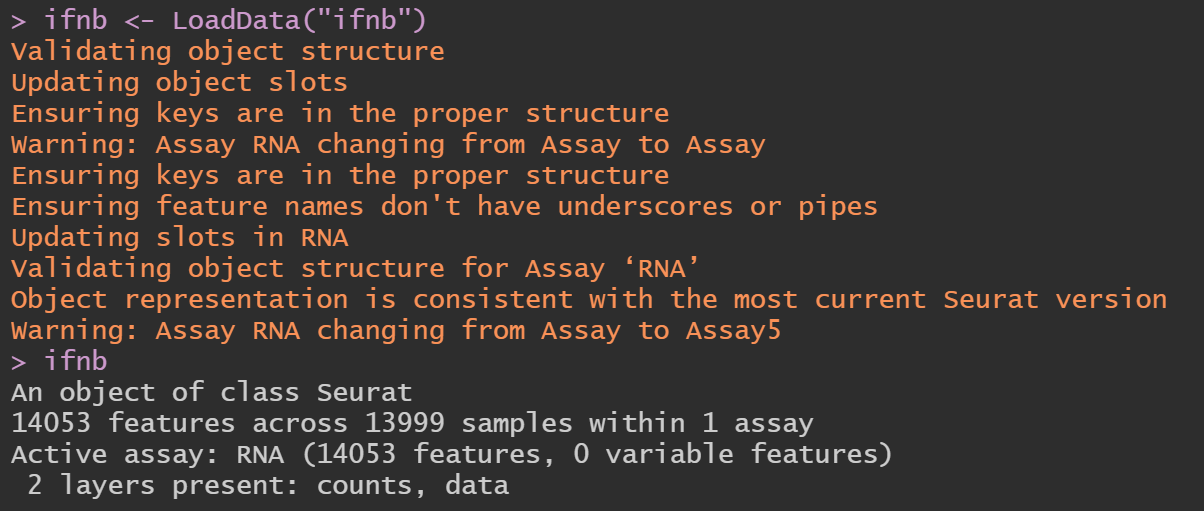 > ifnb <- LoadData("ifnb")
Validating object structure
Updating object slots
Ensuring keys are in the proper structure
Warning: Assay RNA changing from Assay to Assay
Ensuring keys are in the proper structure
Ensuring feature names don't have underscores or pipes
Updating slots in RNA
Validating object structure for Assay ‘RNA’
Object representation is consistent with the most current Seurat version
Warning: Assay RNA changing from Assay to Assay5
> ifnb
An object of class Seurat
14053 features across 13999 samples within 1 assay
Active assay: RNA (14053 features, 0 variable features)
 2 layers present: counts, data